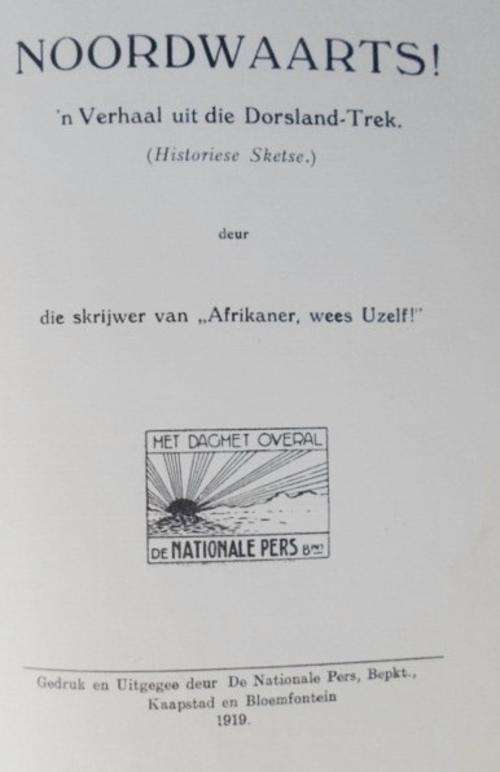 NOORDWAARTS!
'n Verhaal uit die Dorsland-Trek.
(Historiese Sketse.)
deur
die skrijwer van „Afrikaner, wees Uzelf!"
HET DAGHET OVERAL
DE NATIONALE PERS BPKT
Gedruk en Uitgegee deur De Nationale Pers, Bepkt.,
Kaapstad en Bloemfontein
1919.